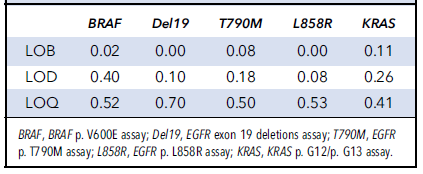 BRAF Del19 T790M L858R KRAS
LOB 0.02 0.00 0.08 0.00 0.11
LOD 0.40 0.10 0.18 0.08 0.26
LOQ 0.52 0.70 0.50 0.53 0.41
BRAF, BRAF p. V600E assay; Del19, EGFR exon 19 deletions assay; T790M, EGFR
p. T790M assay; L858R, EGFR p. L858R assay; KRAS, KRAS p. G12/p. G13 assay.